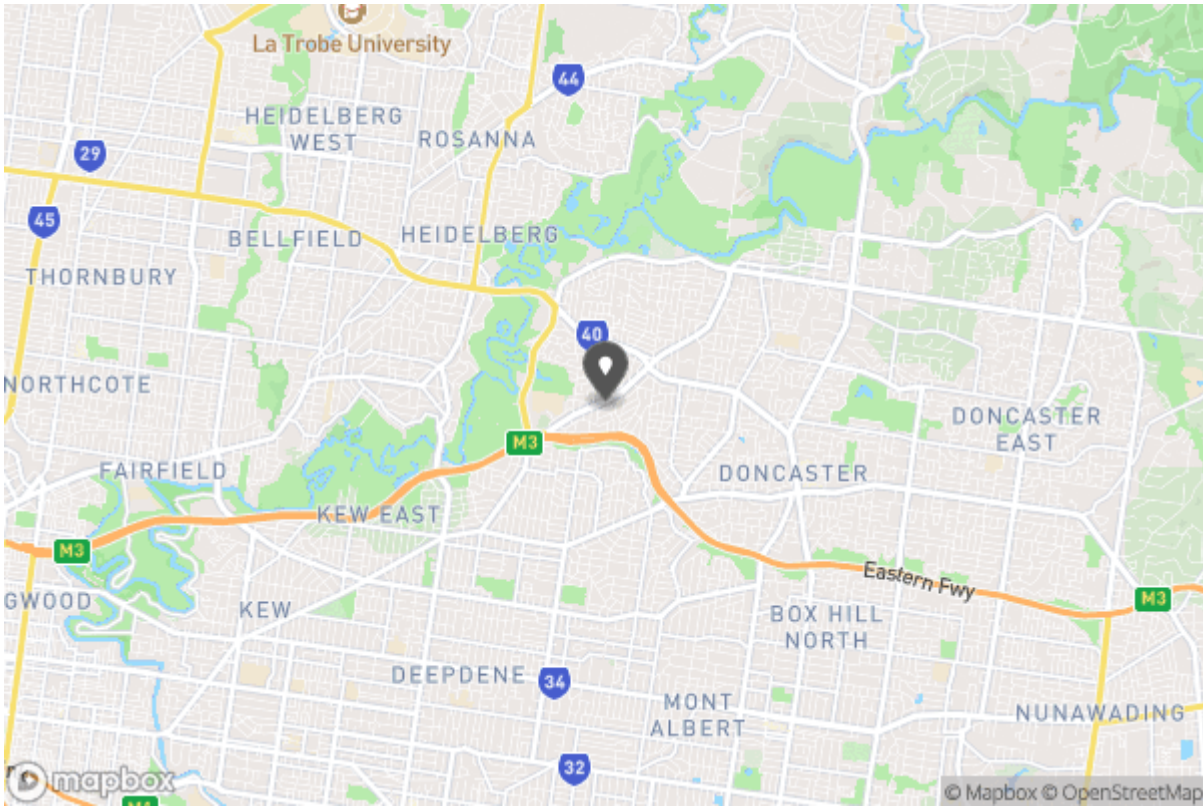 La Trobe University
44
HEIDELBERG
WEST
ROSANNA
29
45
BELLFIELD
HEIDELBERG
THORNBURY
40
NORTHCOTE
DONCASTER
EAST
M3
FAIRFIELD
DONCASTER
KEW EAST
M3
Eastern Fwy
M3
GWOOD
KEW
BOX HILL
NORTH
DEEPDENE
34
MONT
ALBERT
NUNAWADING
32
mapbox
© Mapbox © OpenStreetMap